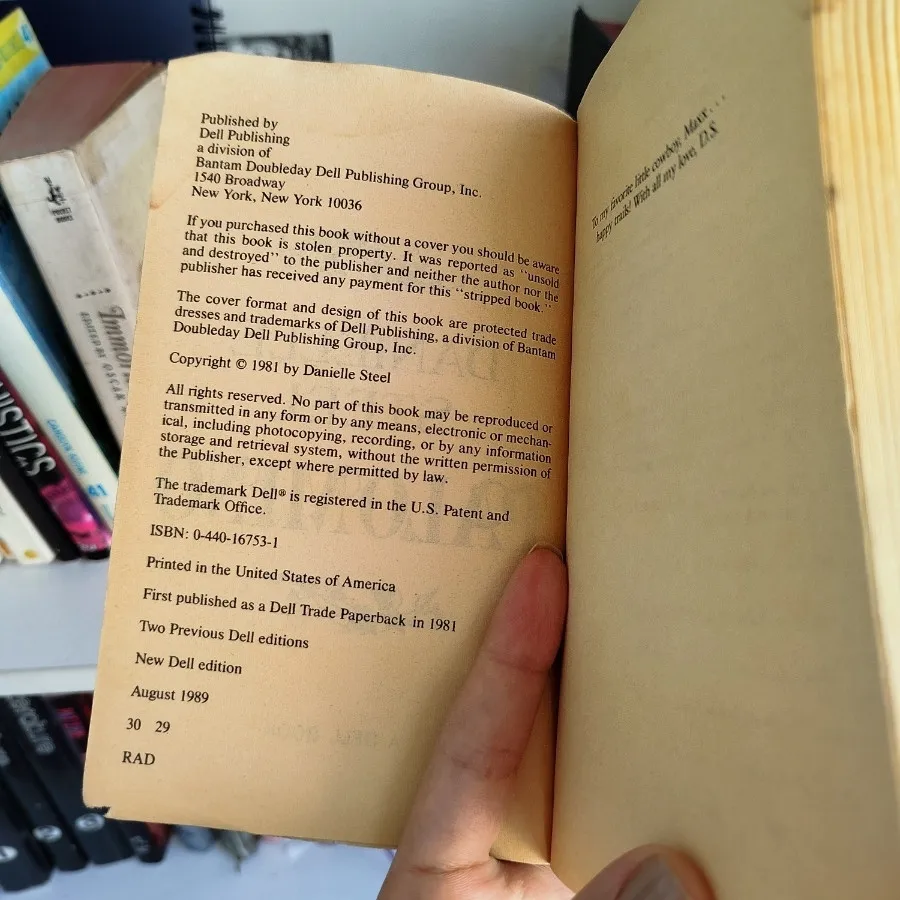 Published by
Dell Publishing
a division of
Bantam Doubleday Dell Publishing Group, Inc.
1540 Broadway
New York, New York 10036
If you purchased this book without a cover you should be aware
that this book is stolen property. It was reported as "unsold
and destroyed" to the publisher and neither the author nor the
publisher has received any payment for this "stripped book."
The cover format and design of this book are protected trade
dresses and trademarks of Dell Publishing, a division of Bantam
Doubleday Dell Publishing Group, Inc.
Copyright © 1981 by Danielle Steel
All rights reserved. No part of this book may be reproduced or
transmitted in any form or by any means, electronic or mechan-
ical, including photocopying, recording, or by any information
storage and retrieval system, without the written permission of
the Publisher, except where permitted by law.
The trademark Dell® is registered in the U.S. Patent and
Trademark Office.
ISBN: 0-440-16753-1
Printed in the United States of America
First published as a Dell Trade Paperback in 1981
Two Previous Dell editions
New Dell edition
August 1989
30 29
RAD
To my favorite little cowboy, Maxx . . .
happy trails! With all my love, D.S.
POCKET
BOOKS
EDITED BY OSCAR
41